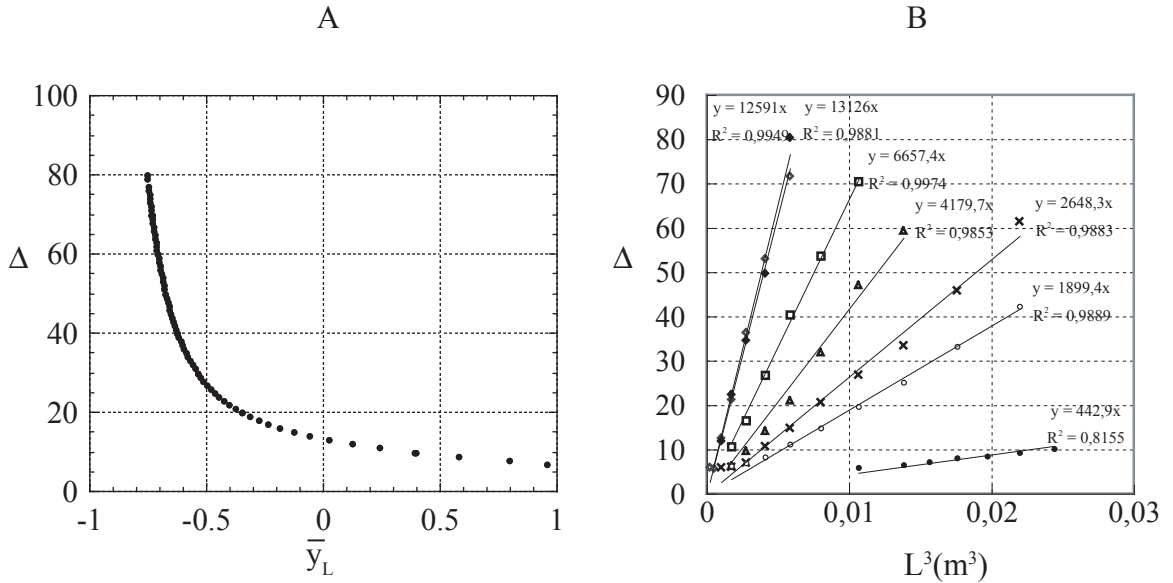 A
B
100
80
60
40
20
0
Δ
-1
-0.5
0
0.5
1
y̅L
90
80
70
60
50
40
30
20
10
0
Δ
y = 12591x
R² = 0,9949
y = 13126x
R² = 0,9881
y = 6657,4x
R² = 0,9974
y = 4179,7x
R² = 0,9853
y = 2648,3x
R² = 0,9883
y = 1899,4x
R² = 0,9889
y = 442,9x
R² = 0,8155
0
0,01
0,02
0,03
L³(m³)